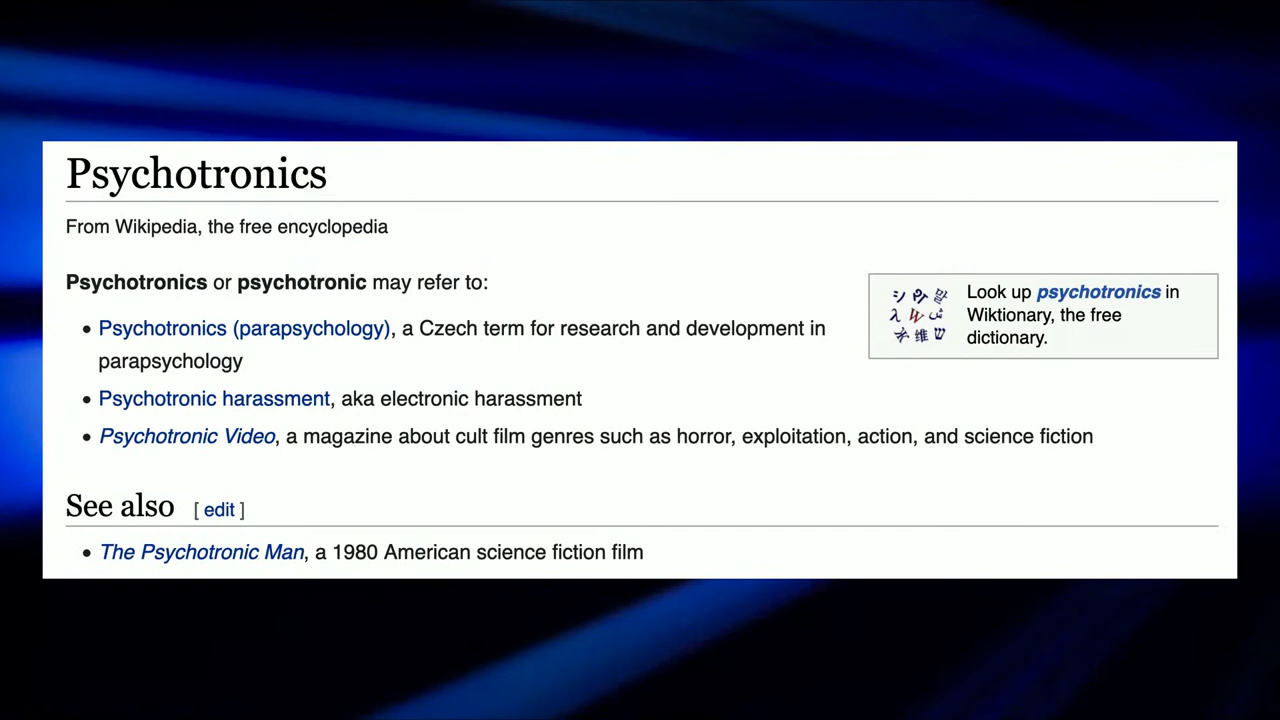 Psychotronics
From Wikipedia, the free encyclopedia
Psychotronics or psychotronic may refer to:
• Psychotronics (parapsychology), a Czech term for research and development in
parapsychology
• Psychotronic harassment, aka electronic harassment
• Psychotronic Video, a magazine about cult film genres such as horror, exploitation, action, and science fiction
Look up psychotronics in
Wiktionary, the free
dictionary.
See also [ edit ]
• The Psychotronic Man, a 1980 American science fiction film